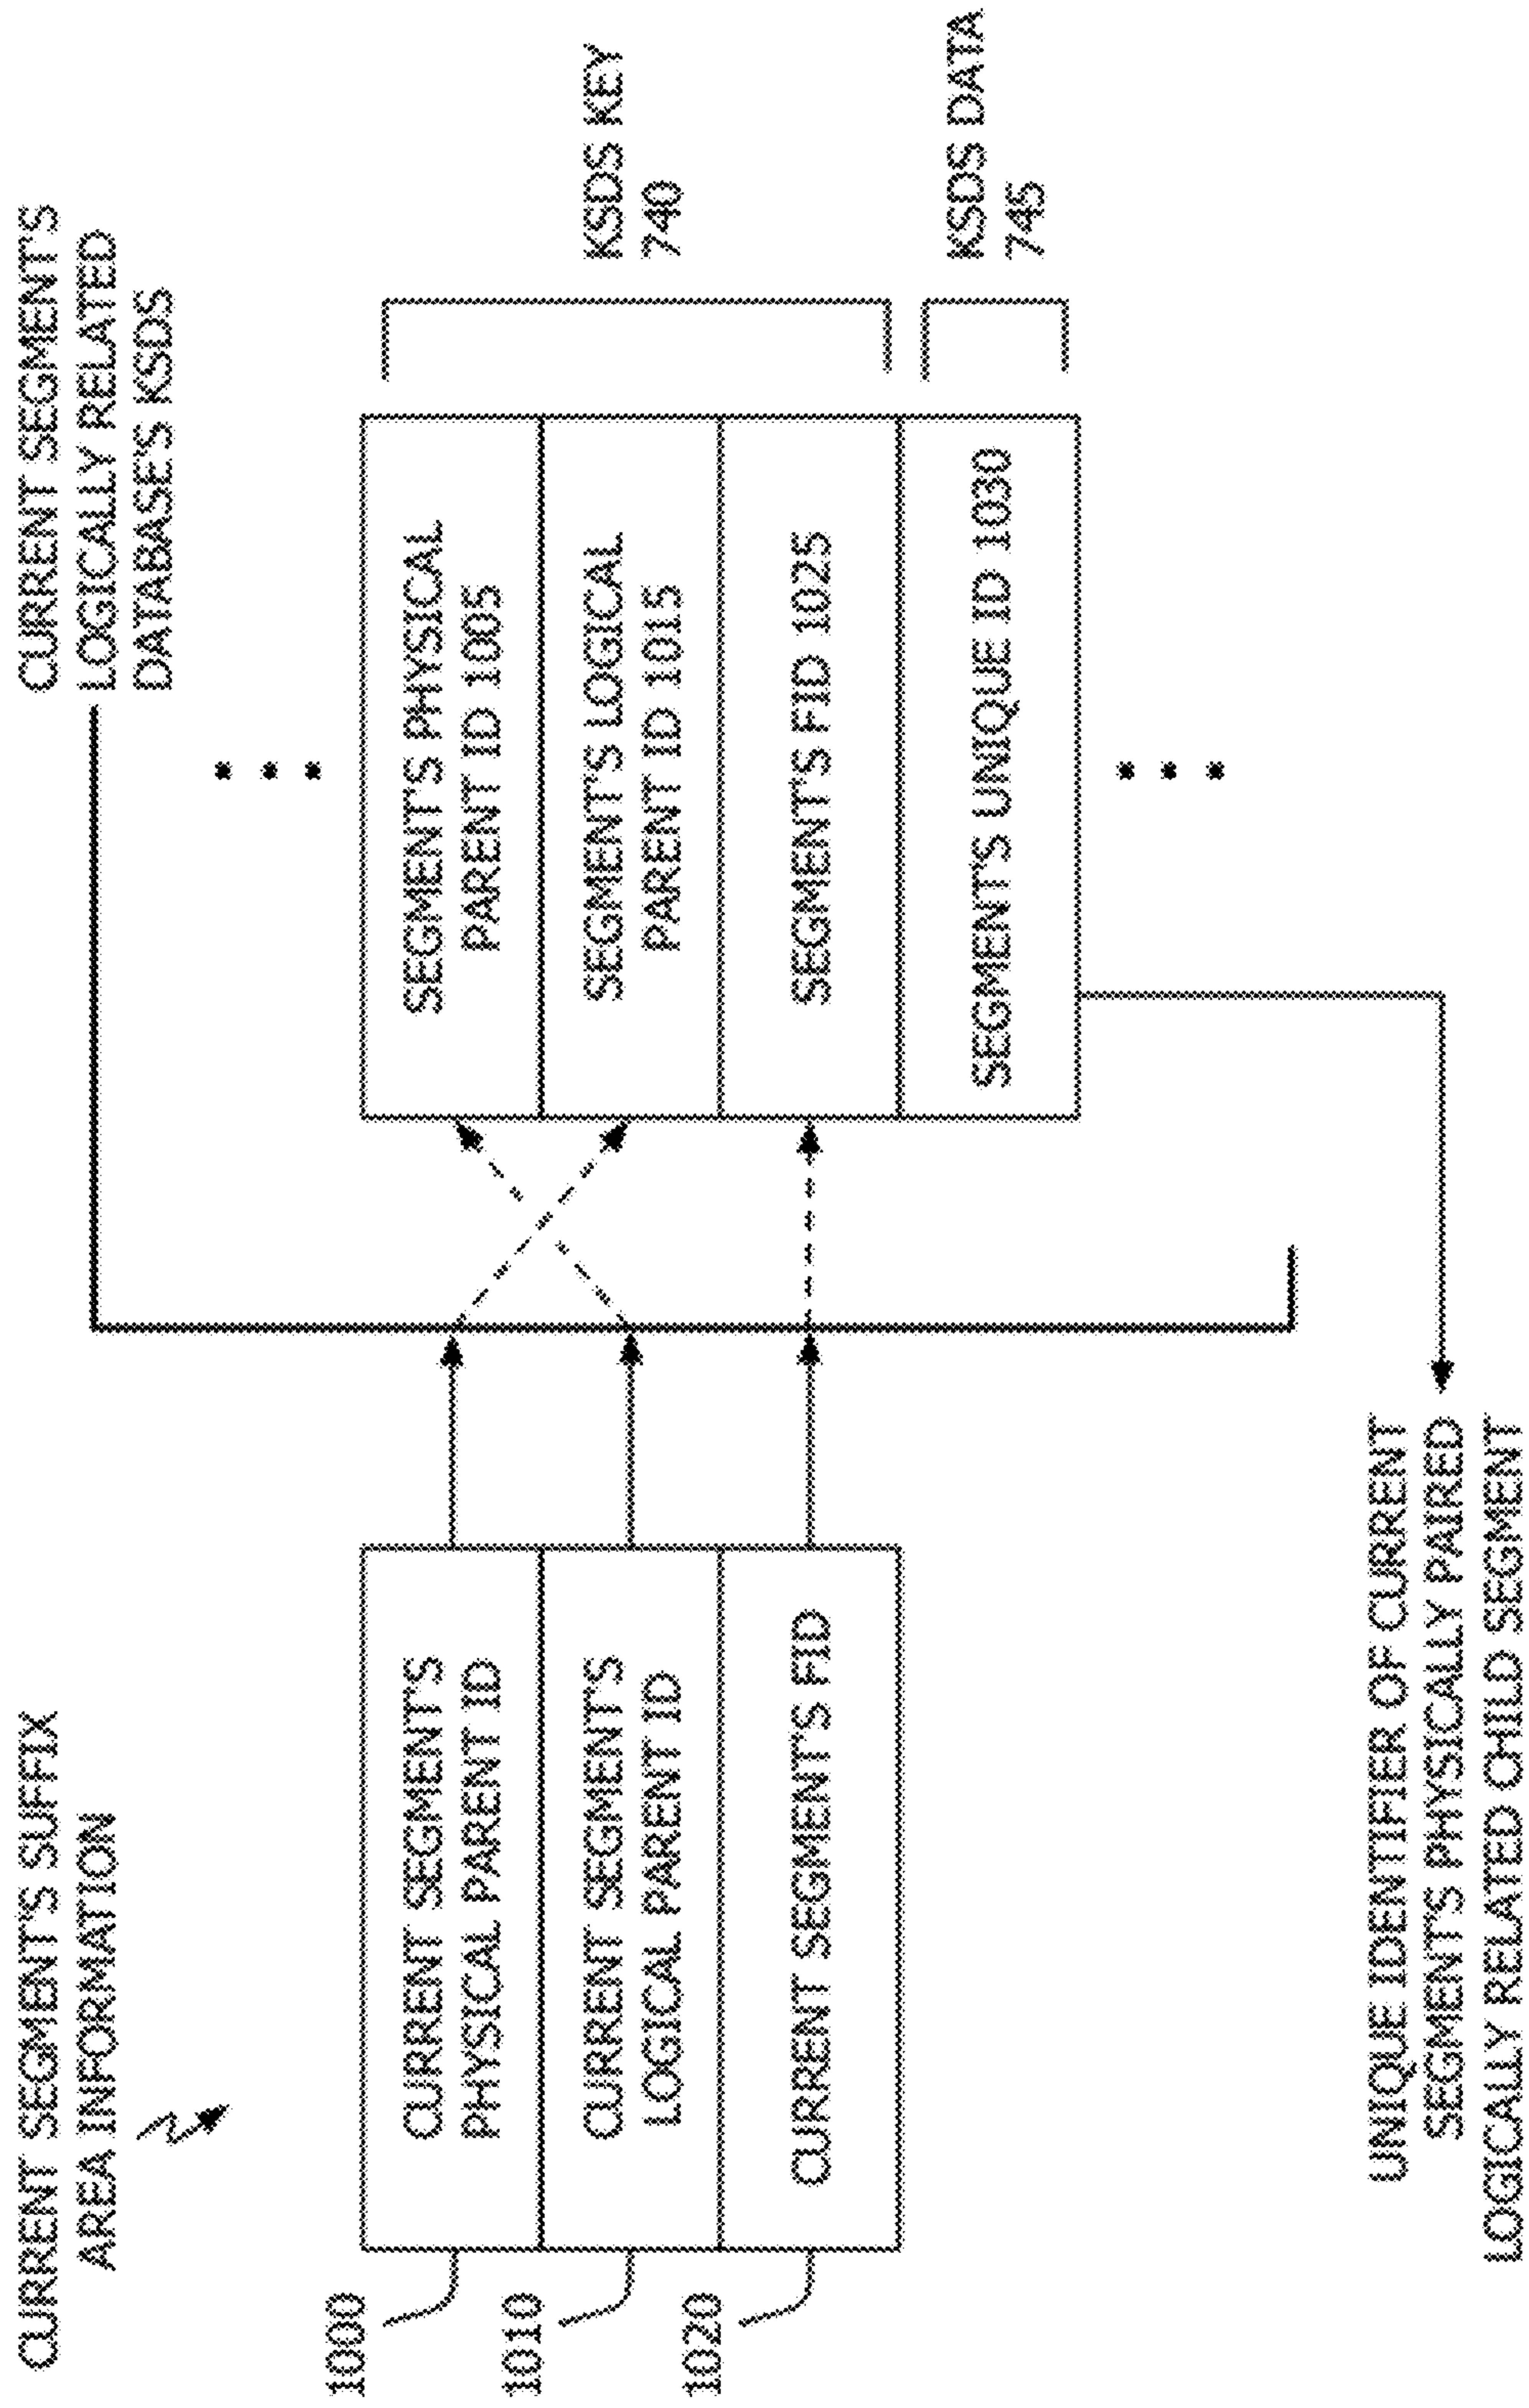 CURRENT SEGMENT'S SUFFIX
AREA INFORMATION
1000
CURRENT SEGMENT'S
PHYSICAL PARENT ID
1010
CURRENT SEGMENT'S
LOGICAL PARENT ID
1020
CURRENT SEGMENT'S FID
CURRENT SEGMENT'S
LOGICALLY RELATED
DATABASE'S KSDS
SEGMENT'S PHYSICAL
PARENT ID 1005
SEGMENT'S LOGICAL
PARENT ID 1015
SEGMENT'S FID 1025
SEGMENT'S UNIQUE ID 1030
KSDS KEY
740
KSDS DATA
745
UNIQUE IDENTIFIER OF CURRENT
SEGMENT'S PHYSICALLY PAIRED
LOGICALLY RELATED CHILD SEGMENT